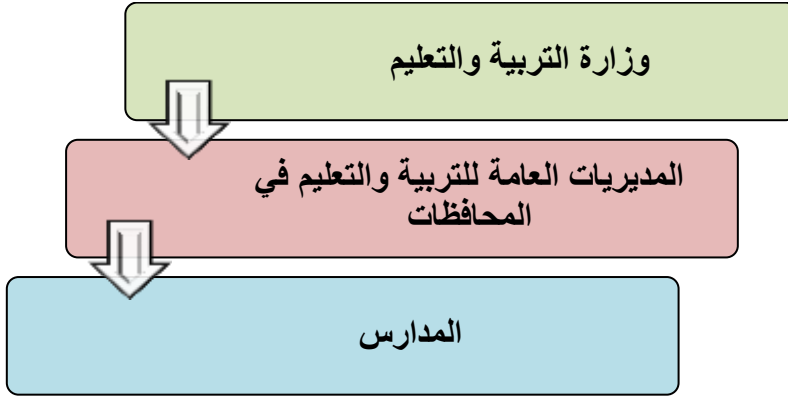 وزارة التربية والتعليم
المديريات العامة للتربية والتعليم في
المحافظات
المدارس